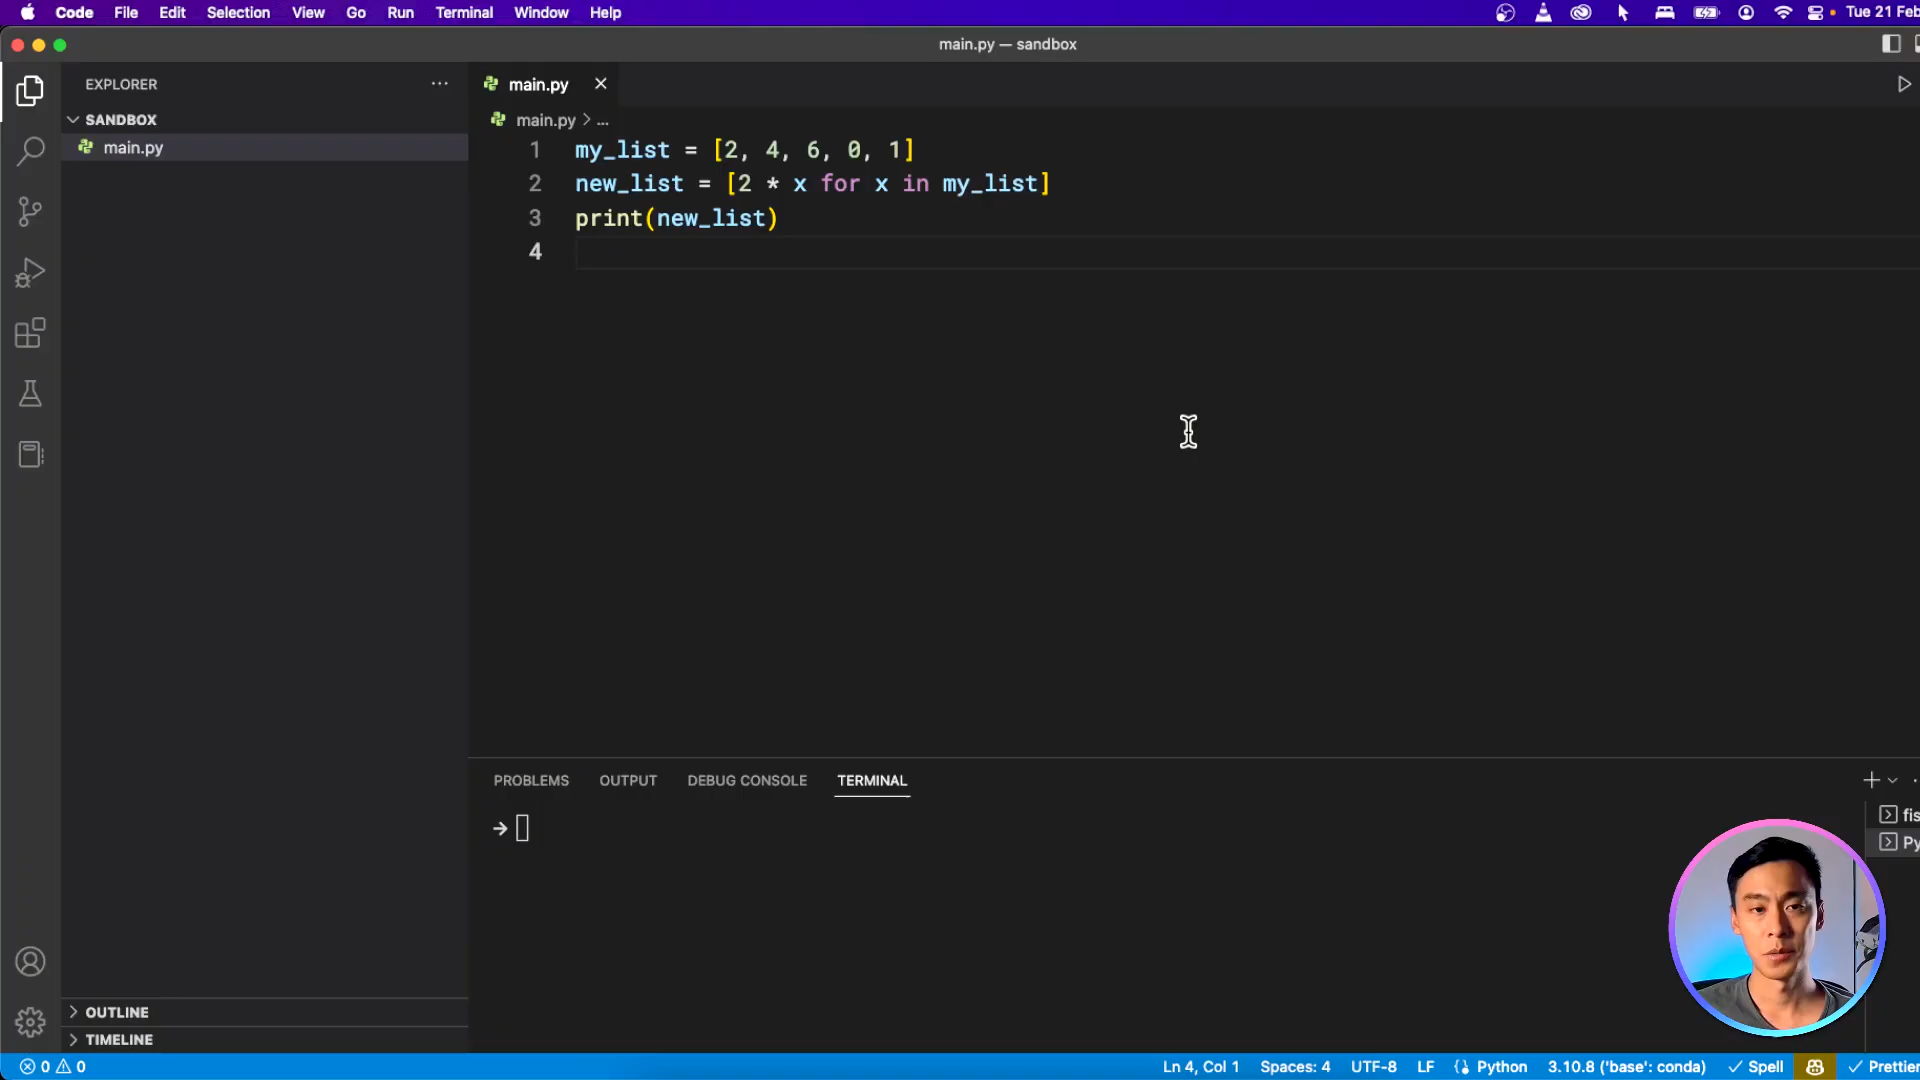 Code File Edit Selection View Go Run Terminal Window Help Tue 21 Feb
main.py — sandbox
EXPLORER
SANDBOX
main.py
main.py
main.py > ...
1 my_list = [2, 4, 6, 0, 1]
2 new_list = [2 * x for x in my_list]
3 print(new_list)
4
PROBLEMS OUTPUT DEBUG CONSOLE TERMINAL
fis
Py
OUTLINE
TIMELINE
0 0 Ln 4, Col 1 Spaces: 4 UTF-8 LF Python 3.10.8 ('base': conda) Spell Prettier